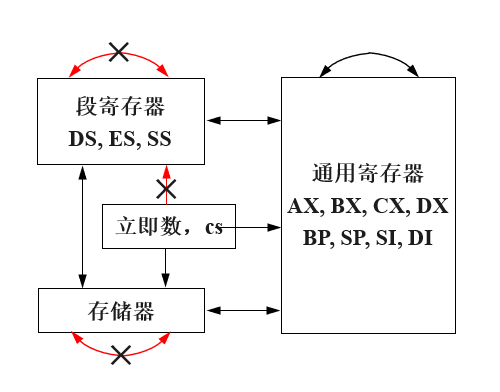 段寄存器
DS, ES, SS
通用寄存器
AX, BX, CX, DX
BP, SP, SI, DI
立即数，cs
存储器